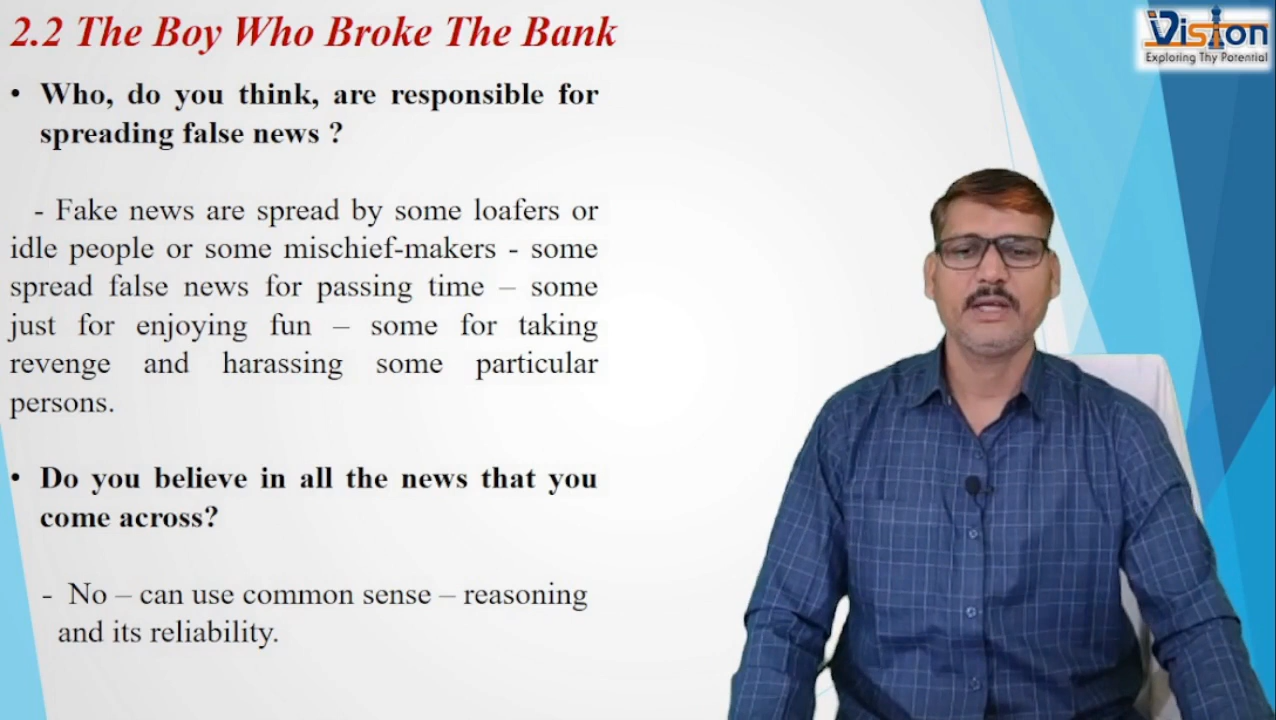 2.2 The Boy Who Broke The Bank
Vision
Exploring Thy Potential
• Who, do you think, are responsible for
spreading false news ?
- Fake news are spread by some loafers or
idle people or some mischief-makers - some
spread false news for passing time – some
just for enjoying fun – some for taking
revenge and harassing some particular
persons.
• Do you believe in all the news that you
come across?
- No – can use common sense – reasoning
and its reliability.